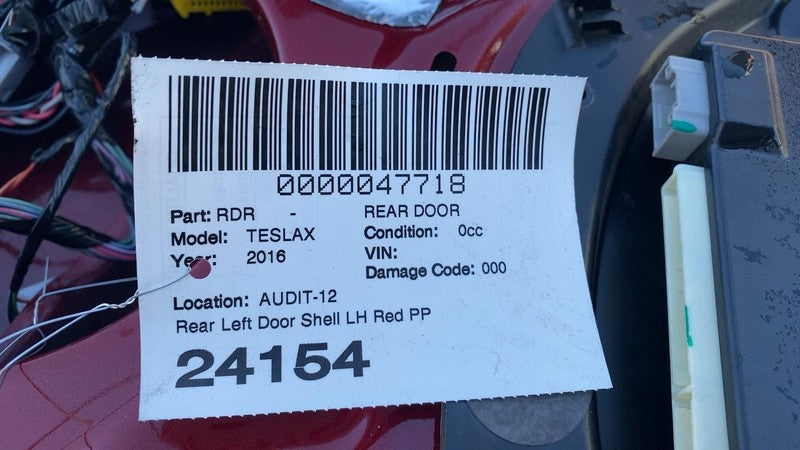 0000047718
Part: RDR - REAR DOOR
Model: TESLAX Condition: 0cc
Year: 2016 VIN:
Damage Code: 000
Location: AUDIT-12
Rear Left Door Shell LH Red PP
24154